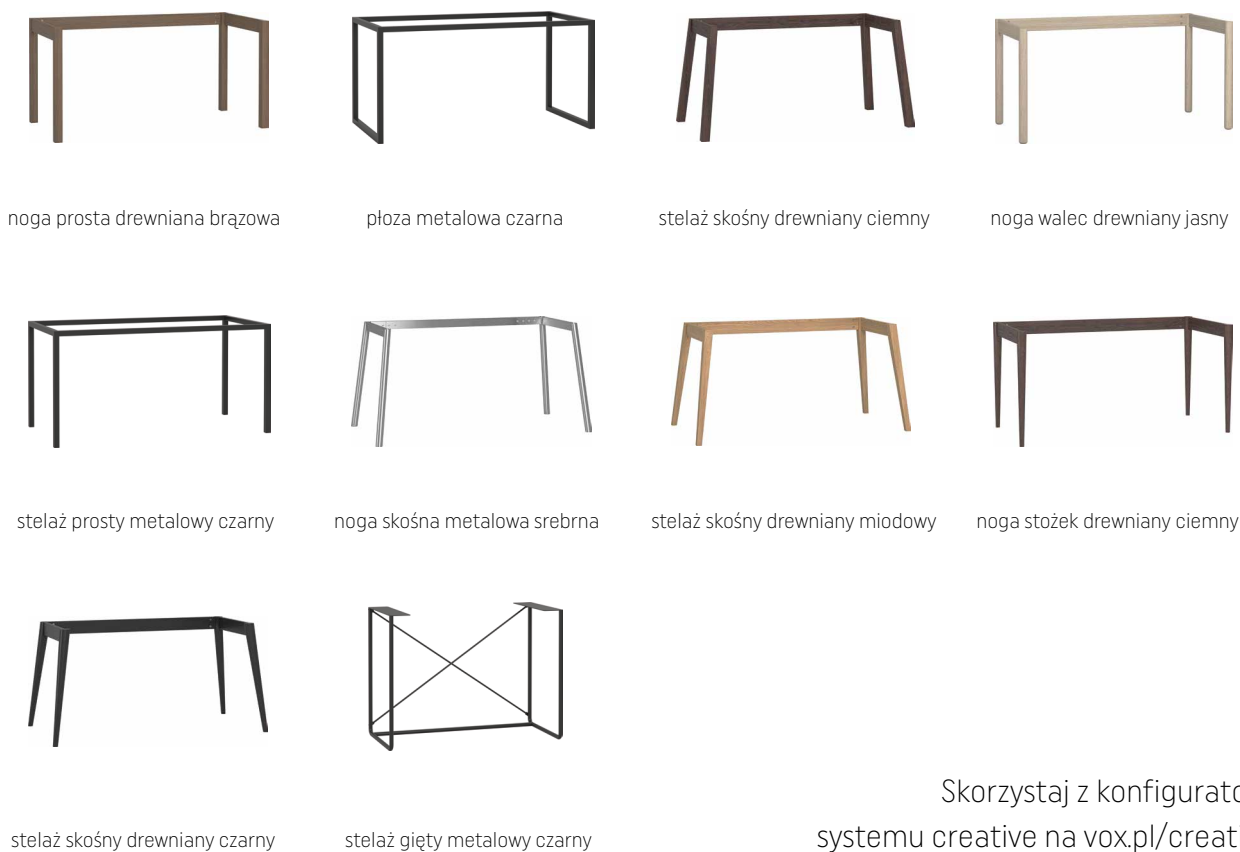 noga prosta drewniana brązowa
płoza metalowa czarna
stelaż skośny drewniany ciemny
noga walec drewniany jasny
stelaż prosty metalowy czarny
noga skośna metalowa srebrna
stelaż skośny drewniany miodowy
noga stożek drewniany ciemny
stelaż skośny drewniany czarny
stelaż gięty metalowy czarny
Skorzystaj z konfigurato
systemu creative na vox.pl/creati